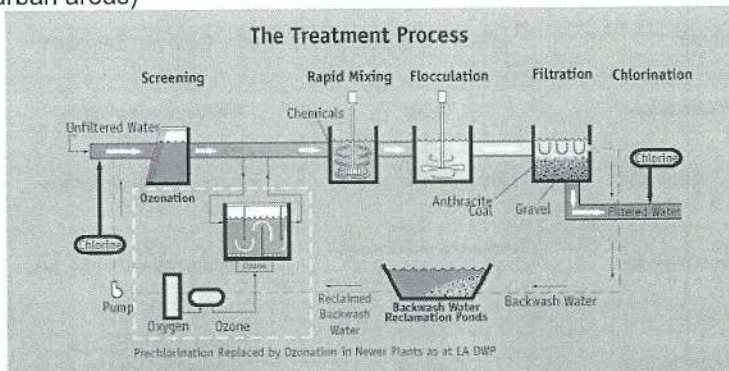 urban areas)
The Treatment Process
Screening
Rapid Mixing
Flocculation
Filtration
Chlorination
Chemicals
Unfiltered Water
Chlorine
Ozonation
Anthracite
Coal
Gravel
Filtered Water
Chlorine
Pump
Oxygen
Ozone
Reclaimed
Backwash
Water
Backwash Water
Reclamation Ponds
Backwash Water
Prechlorination Replaced by Ozonation in Newer Plants as at LA DWP